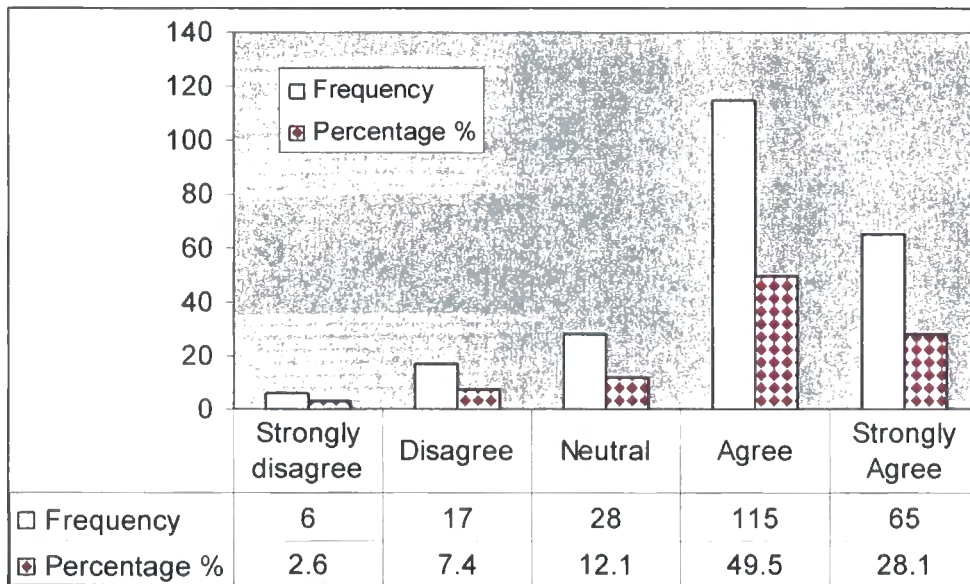 140
120
100
80
60
40
20
0
Frequency
Percentage %
Strongly disagree
Disagree
Neutral
Agree
Strongly Agree
Frequency 6 17 28 115 65
Percentage % 2.6 7.4 12.1 49.5 28.1